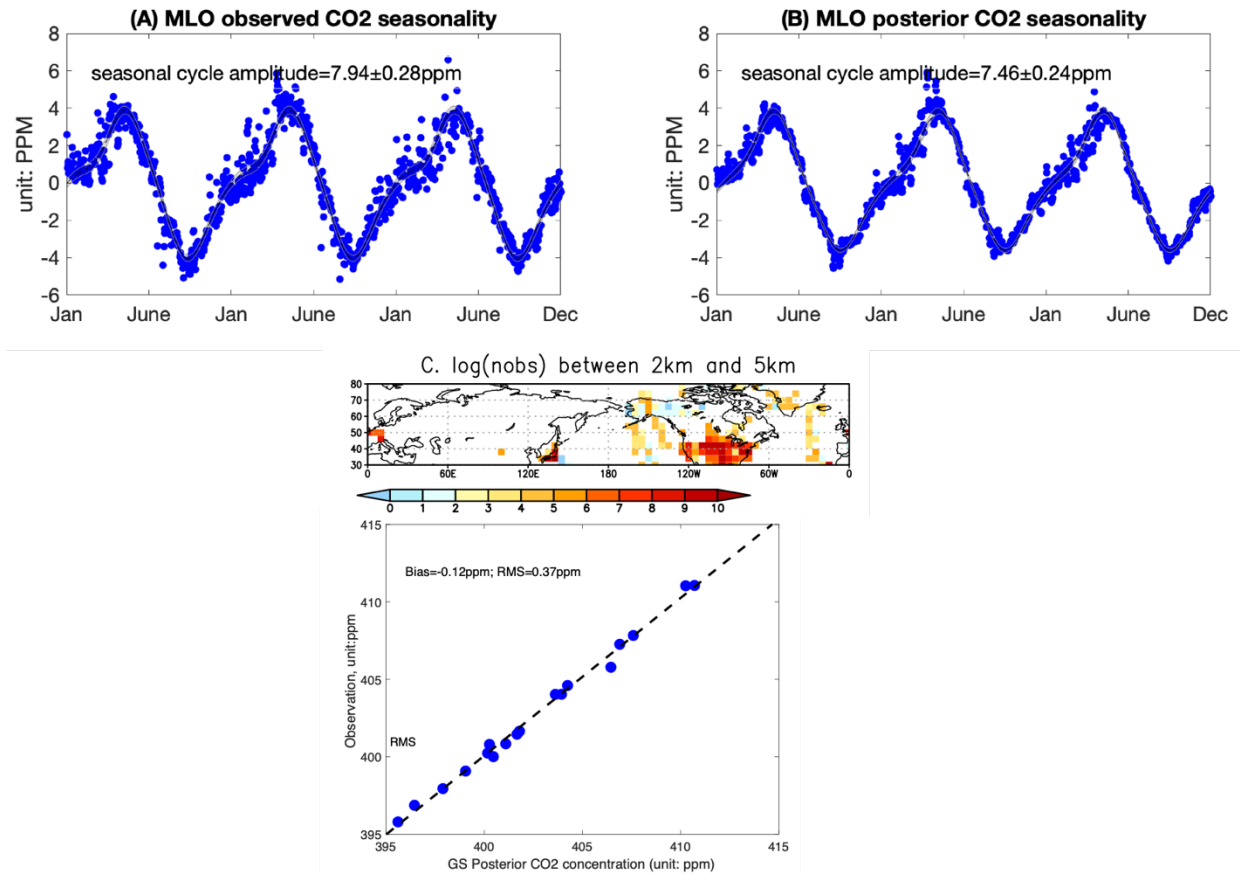 (A) MLO observed CO2 seasonality
8
6
4
2
0
-2
-4
-6
unit: PPM
seasonal cycle amplitude=7.94±0.28ppm
Jan
June
Jan
June
Jan
June
Dec
(B) MLO posterior CO2 seasonality
8
6
4
2
0
-2
-4
-6
unit: PPM
seasonal cycle amplitude=7.46±0.24ppm
Jan
June
Jan
June
Jan
June
Dec
C. log(nobs) between 2km and 5km
80
70
60
50
40
30
0
60E
120E
180
120W
60W
0
0
1
2
3
4
5
6
7
8
9
10
415
410
405
400
395
Observation, unit:ppm
Bias=-0.12ppm; RMS=0.37ppm
RMS
395
400
405
410
415
GS Posterior CO2 concentration (unit: ppm)